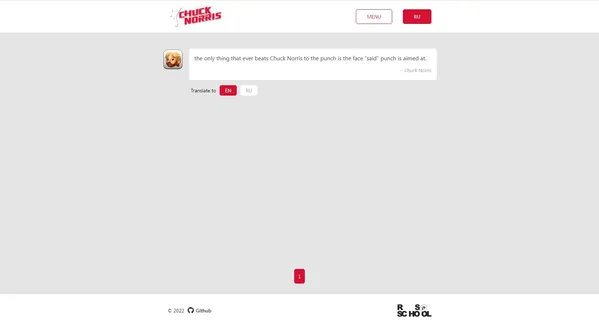 CHUCK
NORRIS
MENU
RU
the only thing that ever beats Chuck Norris to the punch is the face "said" punch is aimed at.
-- Chuck Norris
Translate to
EN
RU
1
© 2022
Github
R S
SCHOOL